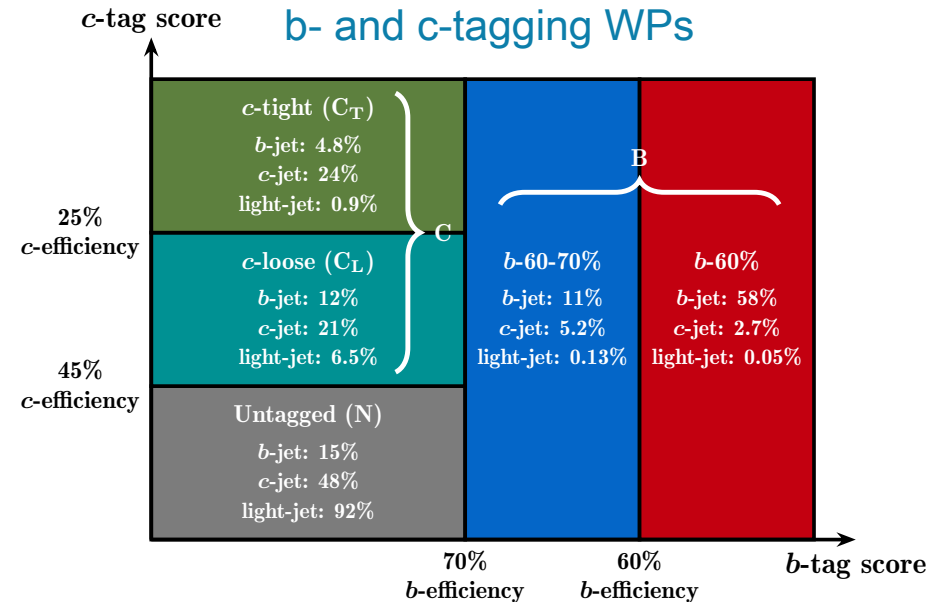 b- and c-tagging WPs
c-tag score
c-tight (C_T)
b-jet: 4.8%
c-jet: 24%
light-jet: 0.9%
25%
c-efficiency
c-loose (C_L)
b-jet: 12%
c-jet: 21%
light-jet: 6.5%
C
45%
c-efficiency
Untagged (N)
b-jet: 15%
c-jet: 48%
light-jet: 92%
B
b-60-70%
b-jet: 11%
c-jet: 5.2%
light-jet: 0.13%
b-60%
b-jet: 58%
c-jet: 2.7%
light-jet: 0.05%
70%
b-efficiency
60%
b-efficiency
b-tag score